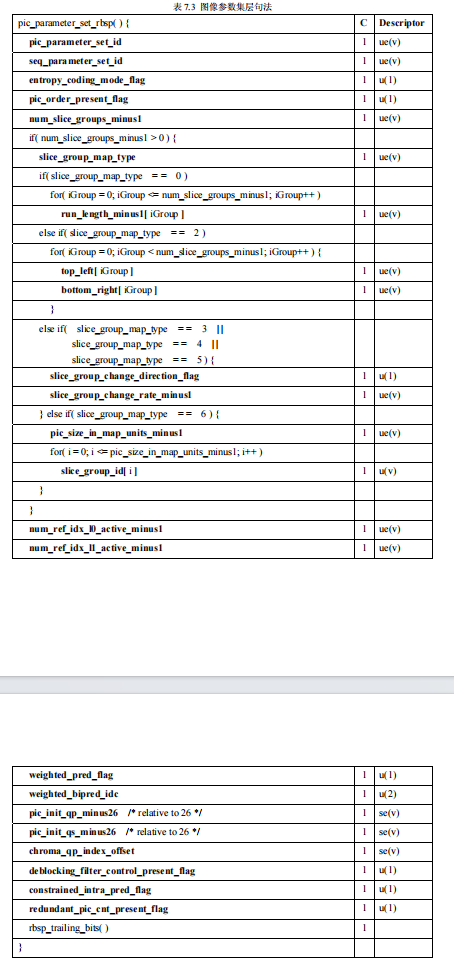 表 7.3 图像参数集层句法
pic_parameter_set_rbsp( ) { C Descriptor
pic_parameter_set_id 1 ue(v)
seq_parameter_set_id 1 ue(v)
entropy_coding_mode_flag 1 u(1)
pic_order_present_flag 1 u(1)
num_slice_groups_minus1 1 ue(v)
if( num_slice_groups_minus1 > 0 ) {
slice_group_map_type 1 ue(v)
if( slice_group_map_type = = 0 )
for( iGroup = 0; iGroup <= num_slice_groups_minus1; iGroup++ )
run_length_minus1[ iGroup ] 1 ue(v)
else if( slice_group_map_type = = 2 )
for( iGroup = 0; iGroup < num_slice_groups_minus1; iGroup++ ) {
top_left[ iGroup ] 1 ue(v)
bottom_right[ iGroup ] 1 ue(v)
}
else if( slice_group_map_type = = 3 ||
slice_group_map_type = = 4 ||
slice_group_map_type = = 5 ) {
slice_group_change_direction_flag 1 u(1)
slice_group_change_rate_minus1 1 ue(v)
} else if( slice_group_map_type = = 6 ) {
pic_size_in_map_units_minus1 1 ue(v)
for( i = 0; i <= pic_size_in_map_units_minus1; i++ )
slice_group_id[ i ] 1 u(v)
}
}
num_ref_idx_l0_active_minus1 1 ue(v)
num_ref_idx_l1_active_minus1 1 ue(v)
weighted_pred_flag 1 u(1)
weighted_bipred_idc 1 u(2)
pic_init_qp_minus26 /* relative to 26 */ 1 se(v)
pic_init_qs_minus26 /* relative to 26 */ 1 se(v)
chroma_qp_index_offset 1 se(v)
deblocking_filter_control_present_flag 1 u(1)
constrained_intra_pred_flag 1 u(1)
redundant_pic_cnt_present_flag 1 u(1)
rbsp_trailing_bits( ) 1
}